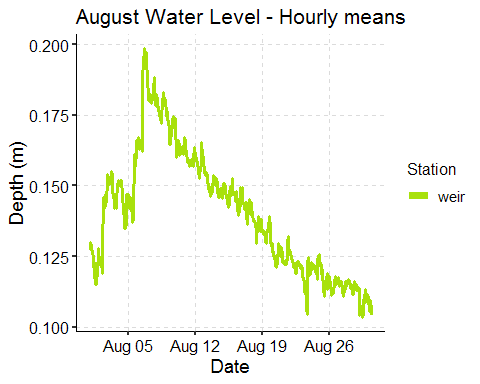 August Water Level - Hourly means
0.200
0.175
0.150
0.125
0.100
Depth (m)
Aug 05 Aug 12 Aug 19 Aug 26
Date
Station
weir